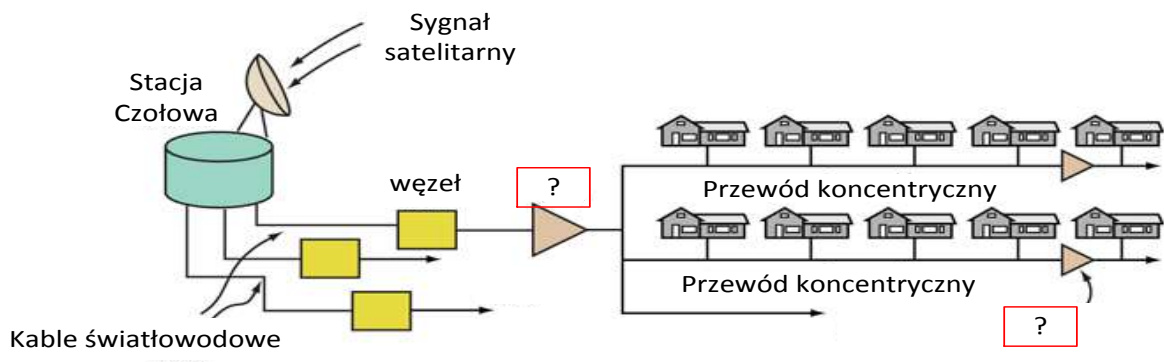 Sygnał
satelitarny
Stacja
Czołowa
węzeł
?
Przewód koncentryczny
Przewód koncentryczny
?
Kable światłowodowe